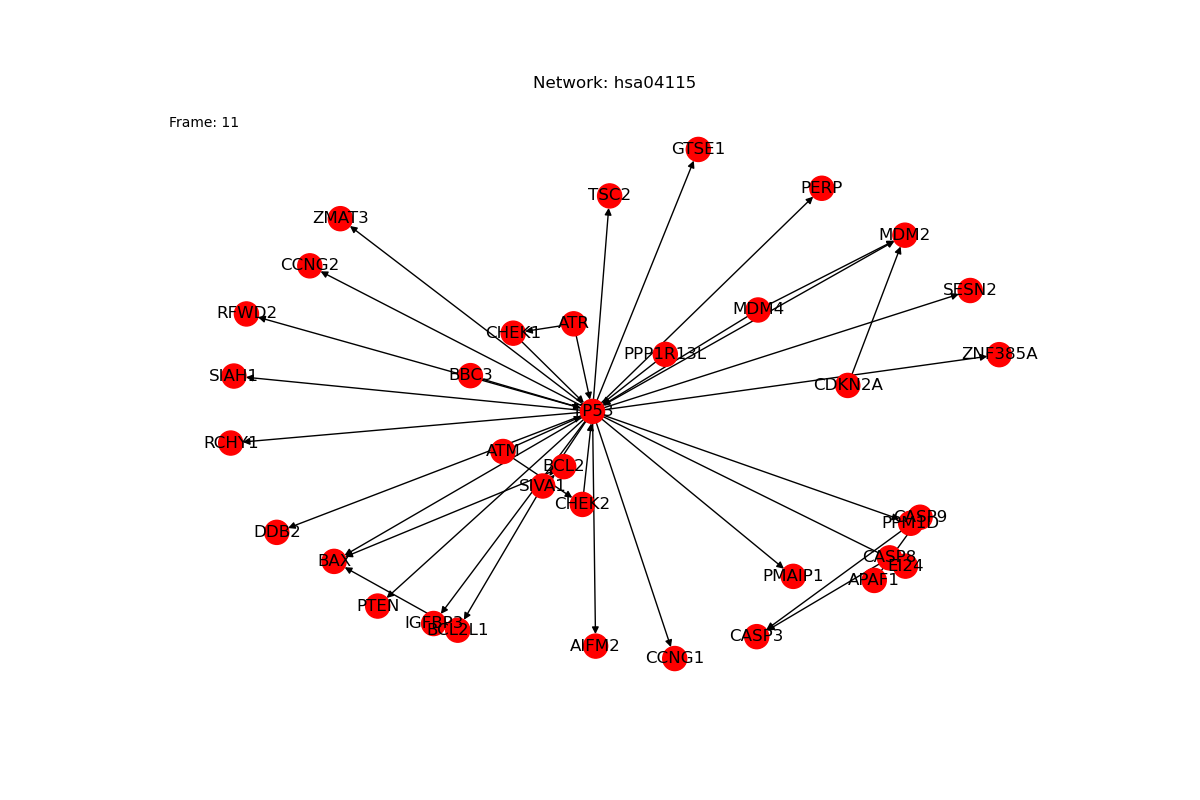 Network: hsa04115
Frame: 11
GTSE1
PERP
TSC2
ZMAT3
MDM2
CCNG2
SESN2
MDM4
RFWD2
ATR
CHEK1
PPP1R13L
ZNF385A
SIAH1
BBC3
CDKN2A
TP53
RCHY1
ATM
BCL2
SIVA1
CHEK2
CASP9
PPM1D
DDB2
CASP8
BAX
EI24
PMAIP1
APAF1
PTEN
IGFBP3
BCL2L1
CASP3
AIFM2
CCNG1